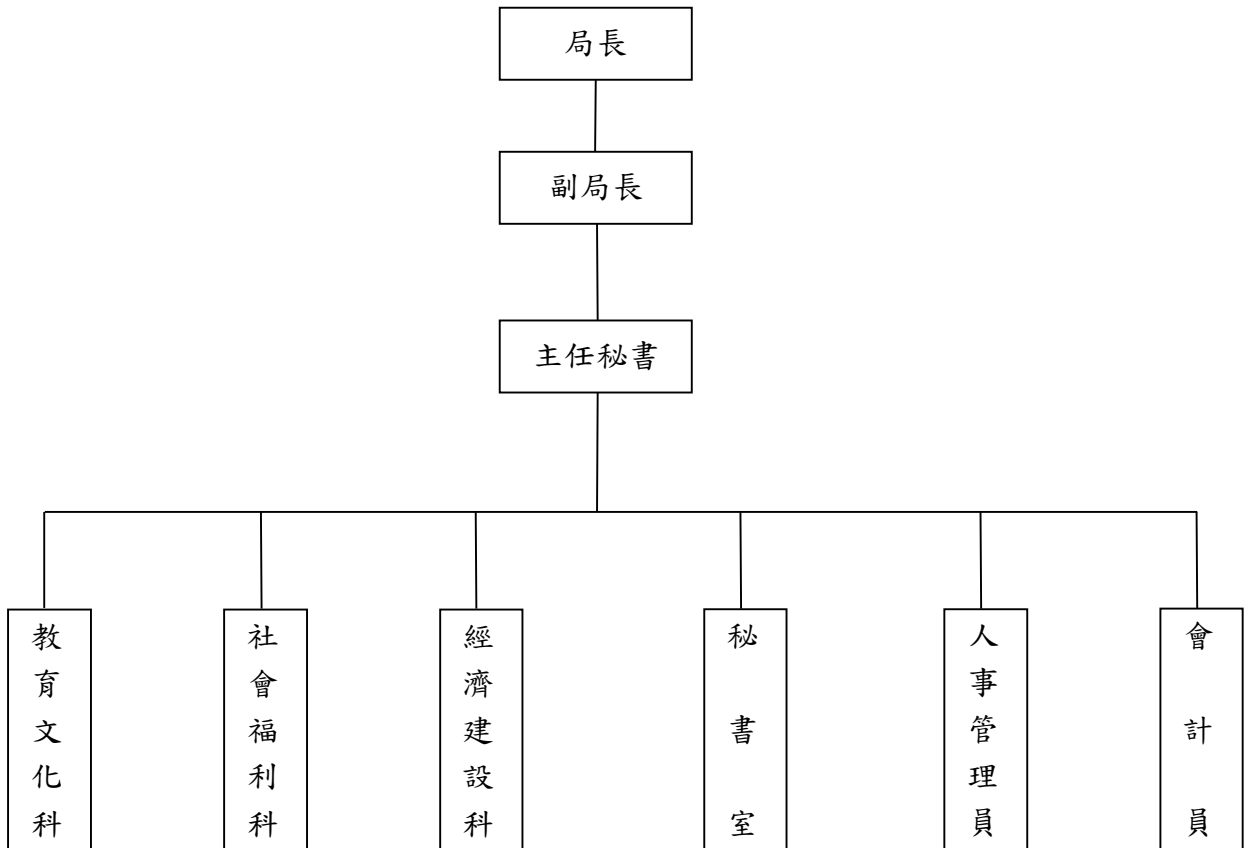 局長
副局長
主任秘書
教育文化科
社會福利科
經濟建設科
秘書室
人事管理員
會計員